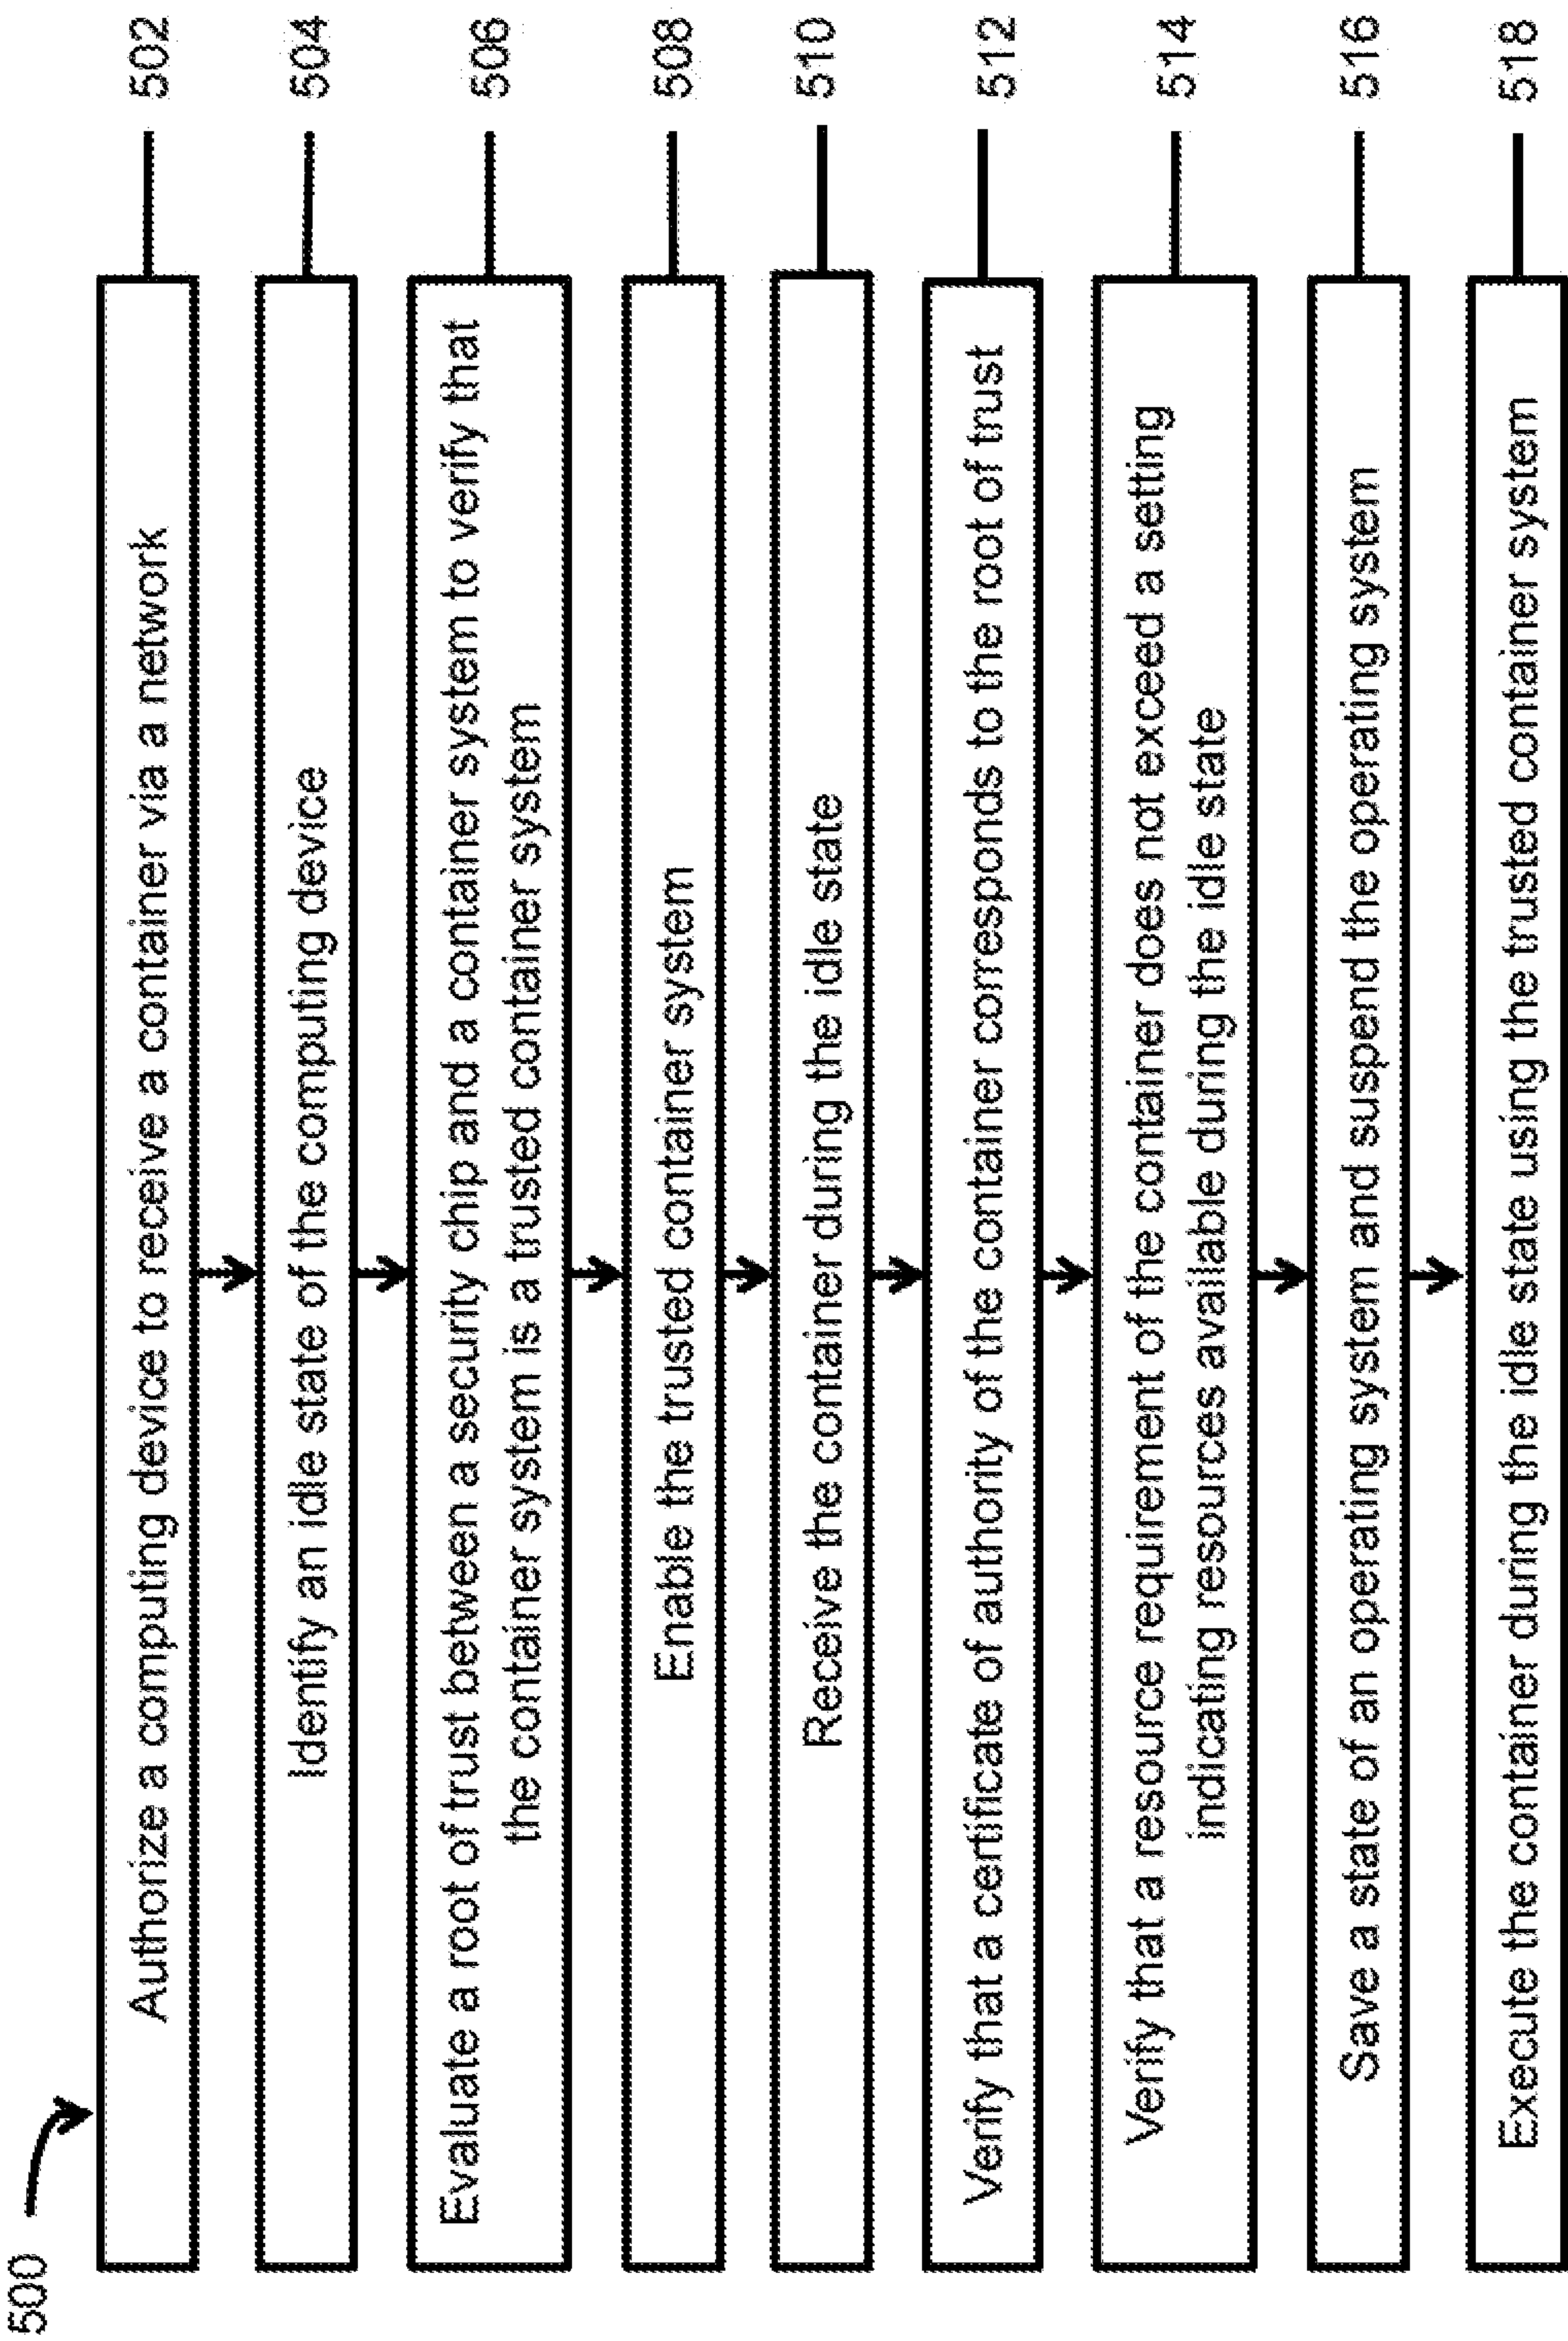 500
Authorize a computing device to receive a container via a network
502
Identify an idle state of the computing device
504
Evaluate a root of trust between a security chip and a container system to verify that
the container system is a trusted container system
506
Enable the trusted container system
508
Receive the container during the idle state
510
Verify that a certificate of authority of the container corresponds to the root of trust
512
Verify that a resource requirement of the container does not exceed a setting
indicating resources available during the idle state
514
Save a state of an operating system and suspend the operating system
516
Execute the container during the idle state using the trusted container system
518